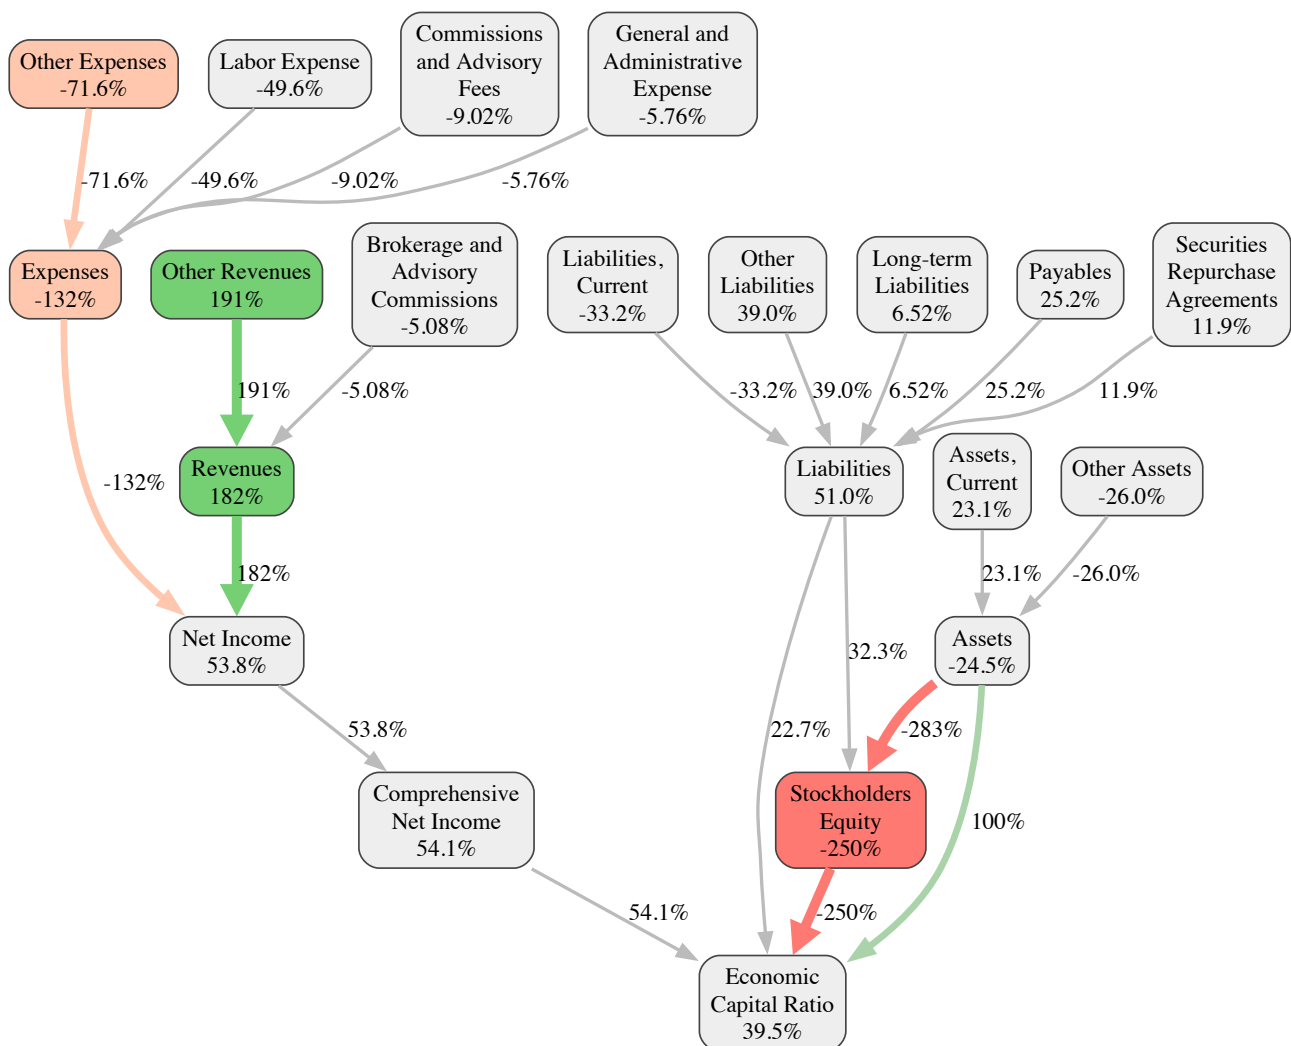 Other Expenses
-71.6%
Labor Expense
-49.6%
Commissions
and Advisory
Fees
-9.02%
General and
Administrative
Expense
-5.76%
-71.6%
-49.6%
-9.02%
-5.76%
Expenses
-132%
Other Revenues
191%
Brokerage and
Advisory
Commissions
-5.08%
Liabilities,
Current
-33.2%
Other
Liabilities
39.0%
Long-term
Liabilities
6.52%
Payables
25.2%
Securities
Repurchase
Agreements
11.9%
191%
-5.08%
-33.2%
39.0%
6.52%
25.2%
11.9%
-132%
Revenues
182%
Liabilities
51.0%
Assets,
Current
23.1%
Other Assets
-26.0%
182%
23.1%
-26.0%
Net Income
53.8%
32.3%
Assets
-24.5%
53.8%
22.7%
-283%
Comprehensive
Net Income
54.1%
Stockholders
Equity
-250%
100%
54.1%
-250%
Economic
Capital Ratio
39.5%